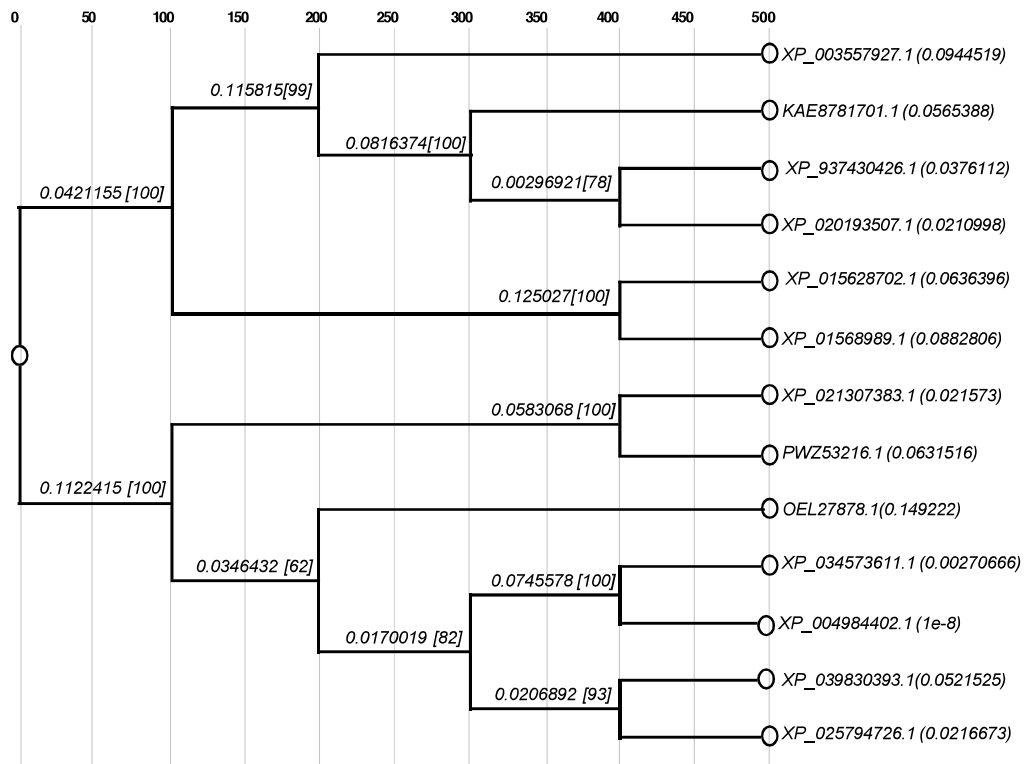 0 50 100 150 200 250 300 350 400 450 500
XP_003557927.1 (0.0944519)
0.115815[99]
KAE8781701.1 (0.0565388)
0.0816374[100]
XP_937430426.1 (0.0376112)
0.00296921[78]
0.0421155 [100]
XP_020193507.1 (0.0210998)
XP_015628702.1 (0.0636396)
0.125027[100]
XP_01568989.1 (0.0882806)
XP_021307383.1 (0.021573)
0.0583068 [100]
PWZ53216.1 (0.0631516)
0.1122415 [100]
OEL27878.1(0.149222)
XP_034573611.1 (0.00270666)
0.0346432 [62]
0.0745578 [100]
XP_004984402.1 (1e-8)
0.0170019 [82]
XP_039830393.1(0.0521525)
0.0206892 [93]
XP_025794726.1 (0.0216673)